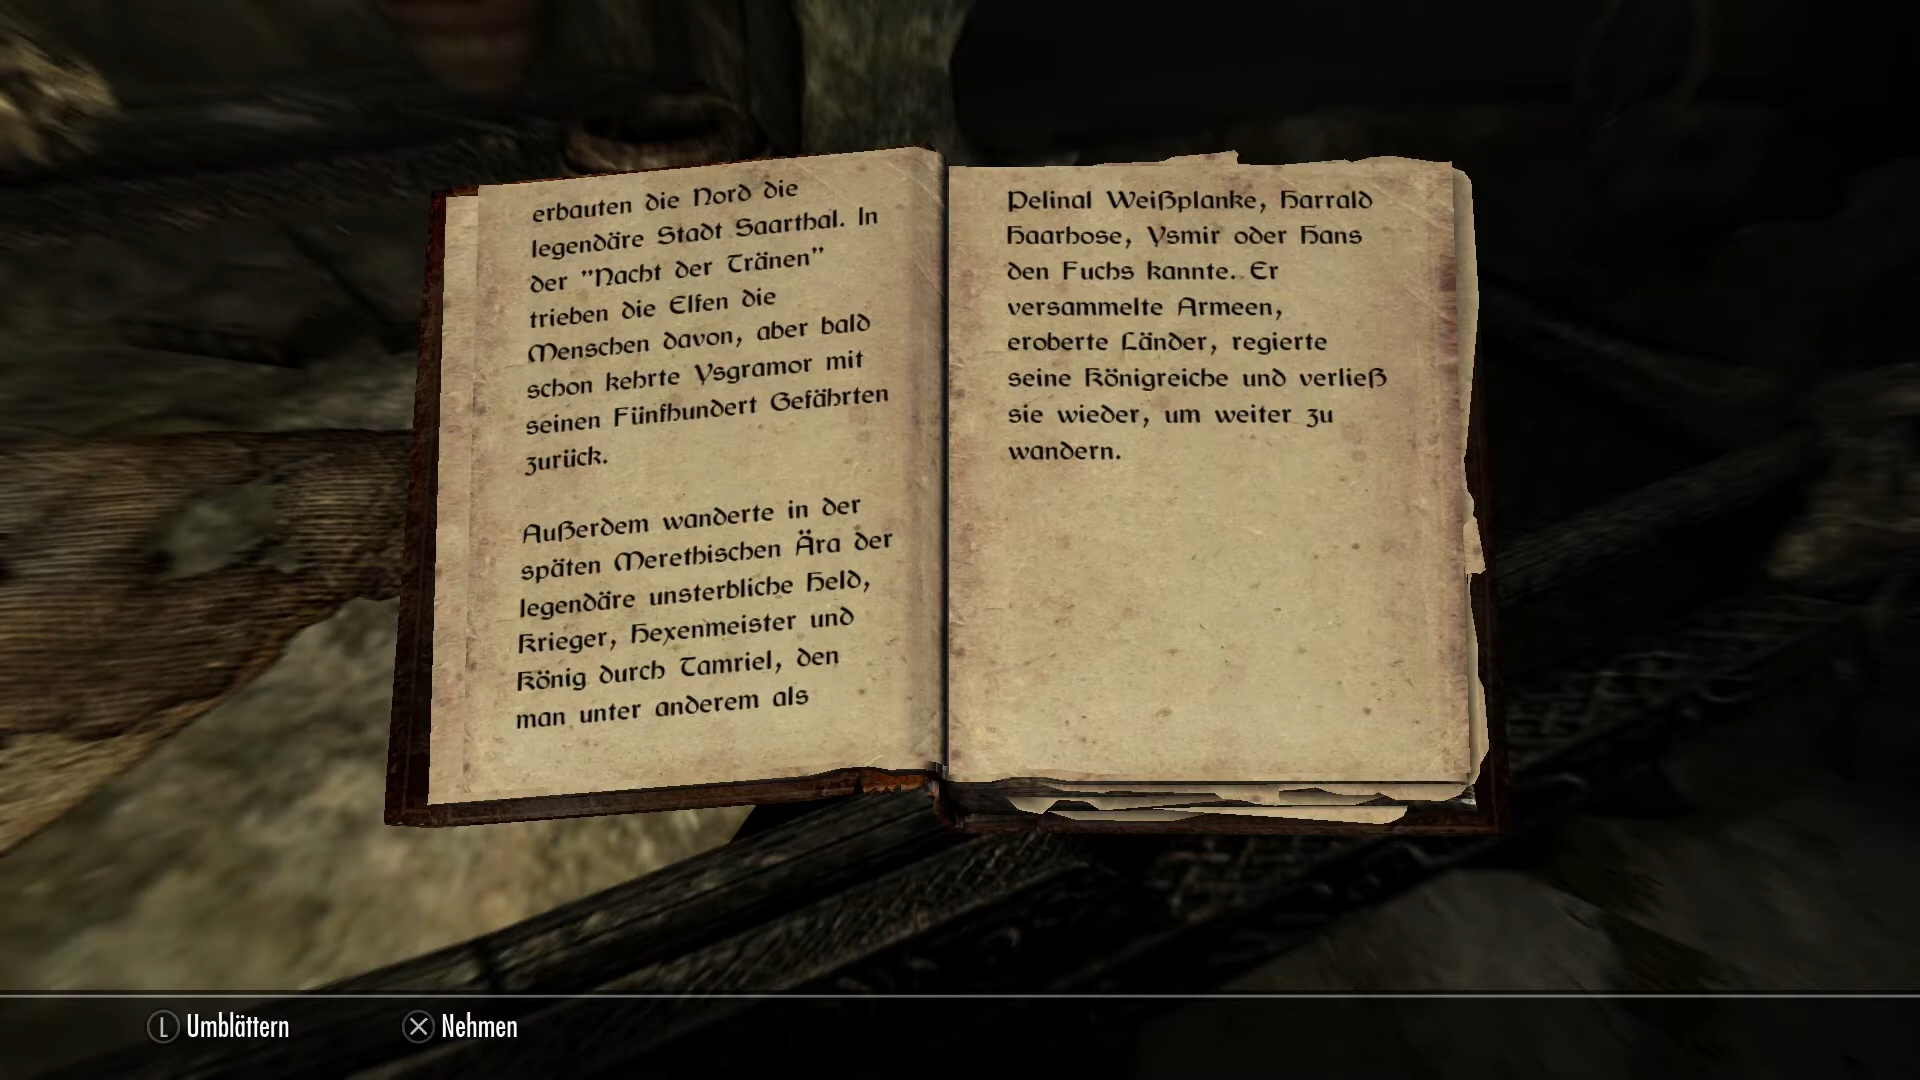 erbauten die Nord die
legendäre Stadt Saarthal. In
der "Nacht der Tränen"
trieben die Elfen die
Menschen davon, aber bald
schon kehrte Ysgramor mit
seinen Fünfhundert Gefährten
zurück.
Außerdem wanderte in der
späten Merethischen Ära der
legendäre unsterbliche Held,
Krieger, Hexenmeister und
König durch Tamriel, den
man unter anderem als
Pelinal Weißplanke, Harrald
Haarhose, Ysmir oder Hans
den Fuchs kannte. Er
versammelte Armeen,
eroberte Länder, regierte
seine Königreiche und verließ
sie wieder, um weiter zu
wandern.
L Umblättern
X Nehmen